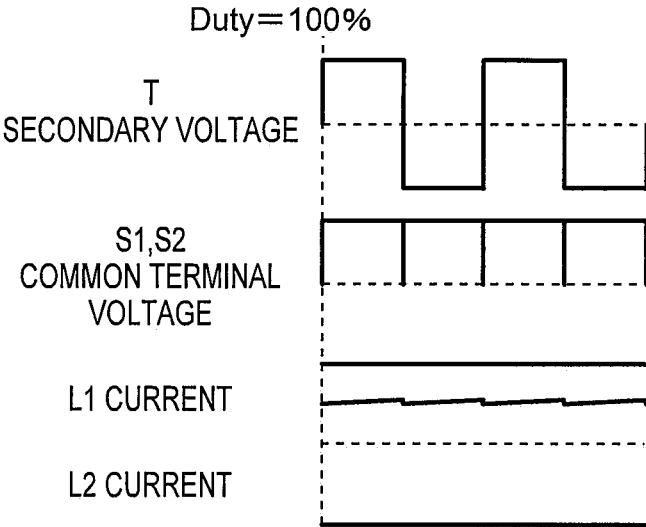 Duty=100%
T
SECONDARY VOLTAGE
S1,S2
COMMON TERMINAL
VOLTAGE
L1 CURRENT
L2 CURRENT